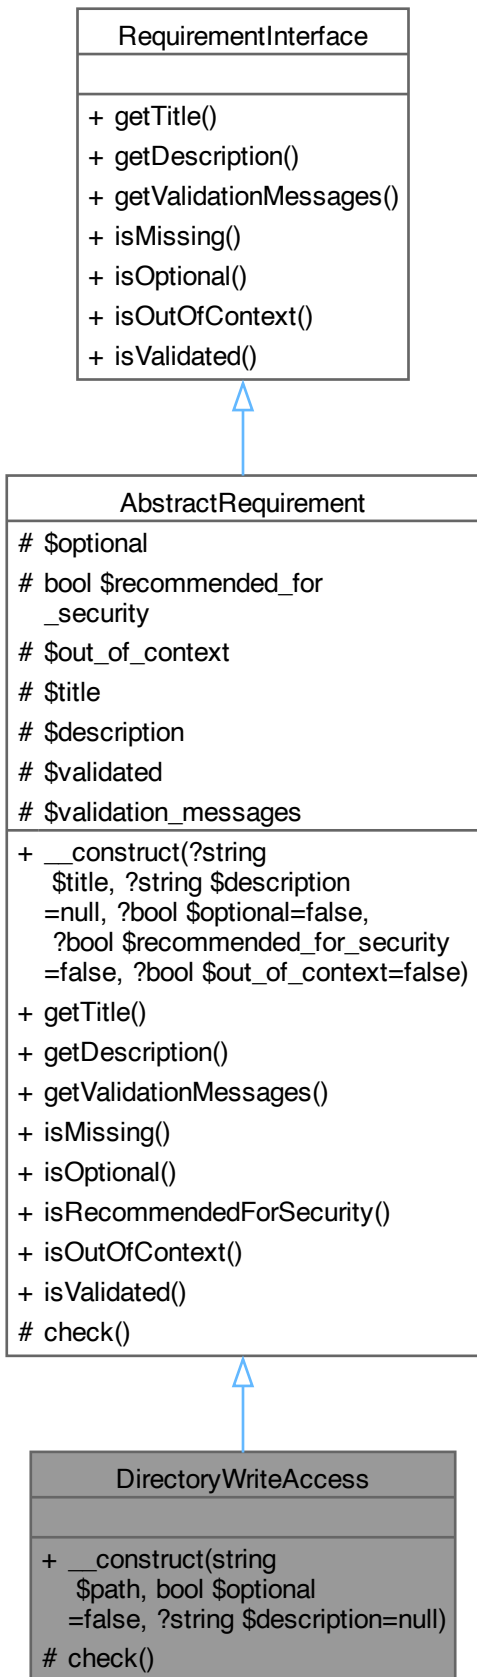 RequirementInterface
+ getTitle()
+ getDescription()
+ getValidationMessages()
+ isMissing()
+ isOptional()
+ isOutOfContext()
+ isValidated()
AbstractRequirement
# $optional
# bool $recommended_for
_security
# $out_of_context
# $title
# $description
# $validated
# $validation_messages
+ __construct(?string
$title, ?string $description
=null, ?bool $optional=false,
?bool $recommended_for_security
=false, ?bool $out_of_context=false)
+ getTitle()
+ getDescription()
+ getValidationMessages()
+ isMissing()
+ isOptional()
+ isRecommendedForSecurity()
+ isOutOfContext()
+ isValidated()
# check()
DirectoryWriteAccess
+ __construct(string
$path, bool $optional
=false, ?string $description=null)
# check()